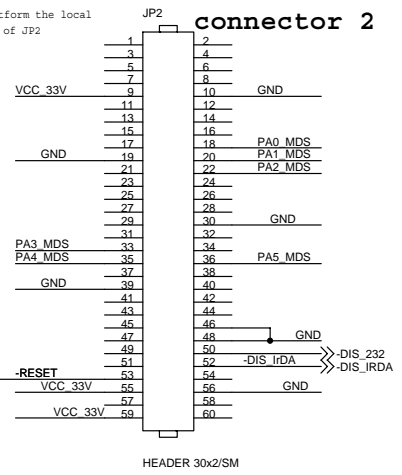 tform the local
of JP2
JP2
connector 2
1 2
3 4
5 6
7 8
VCC_33V 9 10 GND
11 12
13 14
15 16
17 18 PA0_MDS
GND 19 20 PA1_MDS
21 22 PA2_MDS
23 24
25 26
27 28
29 30 GND
31 32
PA3_MDS 33 34
PA4_MDS 35 36 PA5_MDS
37 38
GND 39 40
41 42
43 44
45 46
47 48 GND
49 50 -DIS_232
51 52 -DIS_IrDA -DIS_IRDA
-RESET 53 54
VCC_33V 55 56 GND
57 58
VCC_33V 59 60
HEADER 30x2/SM